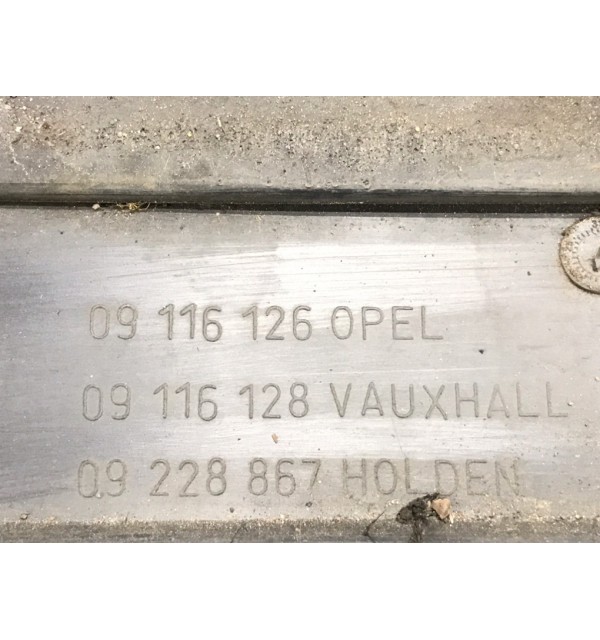 09 116 126 OPEL
09 116 128 VAUXHALL
09 228 867 HOLDEN